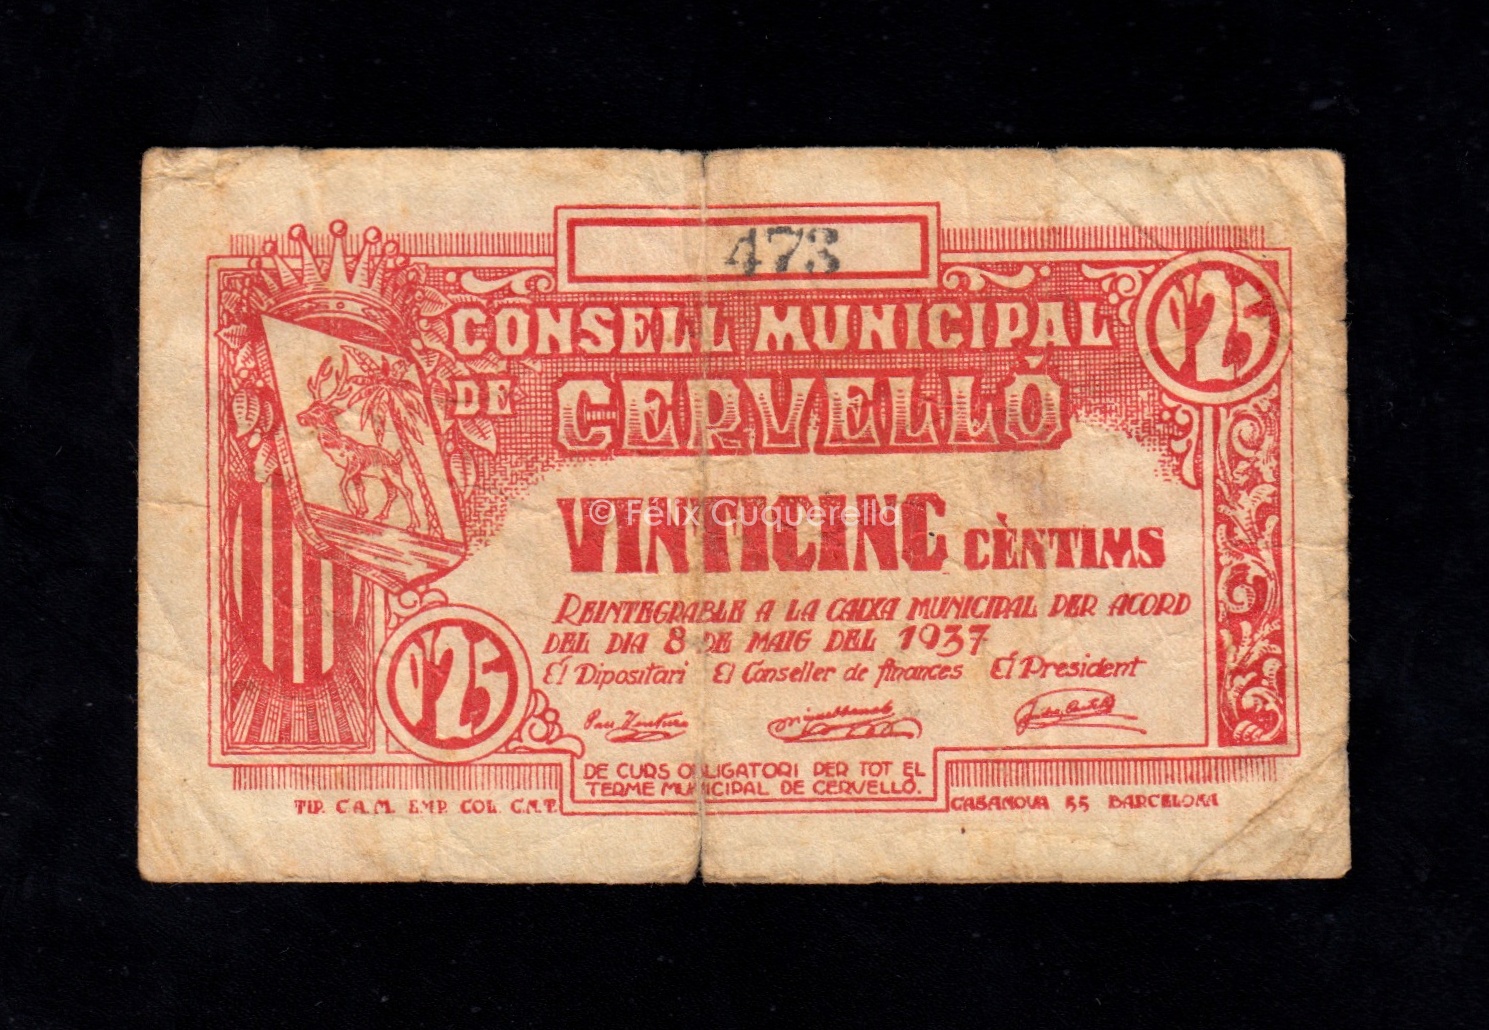 473
CONSELL MUNICIPAL
DE CERVELLÓ
0'25
VINTICINC CÈNTIMS
© Fèlix Cuquerella
REINTEGRABLE A LA CAIXA MUNICIPAL PER ACORD
DEL DIA 8 DE MAIG DEL 1937
El Dipositari El Conseller de finances El President
0'25
DE CURS OBLIGATORI PER TOT EL
TERME MUNICIPAL DE CERVELLÓ.
TIP. C.A.M. EMP. COL. C.N.T. CASANOVA 55 BARCELONA